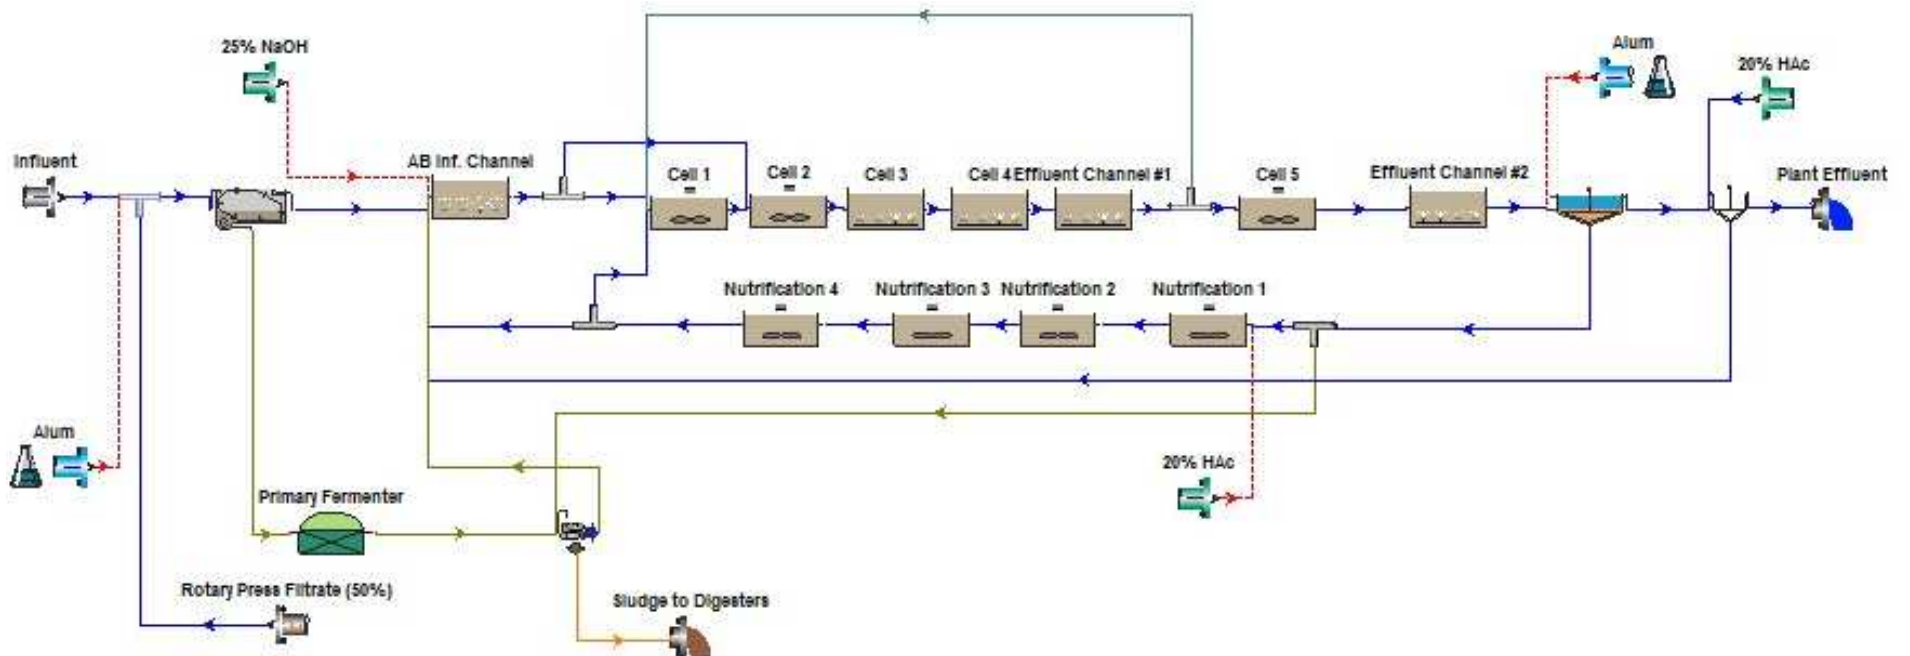 25% NaOH
Alum
20% HAc
Influent
AB Inf. Channel
Cell 1
Cell 2
Cell 3
Cell 4
Effluent Channel #1
Cell 5
Effluent Channel #2
Plant Effluent
Nutrification 4
Nutrification 3
Nutrification 2
Nutrification 1
Alum
20% HAc
Primary Fermenter
Rotary Press Filtrate (50%)
Sludge to Digesters